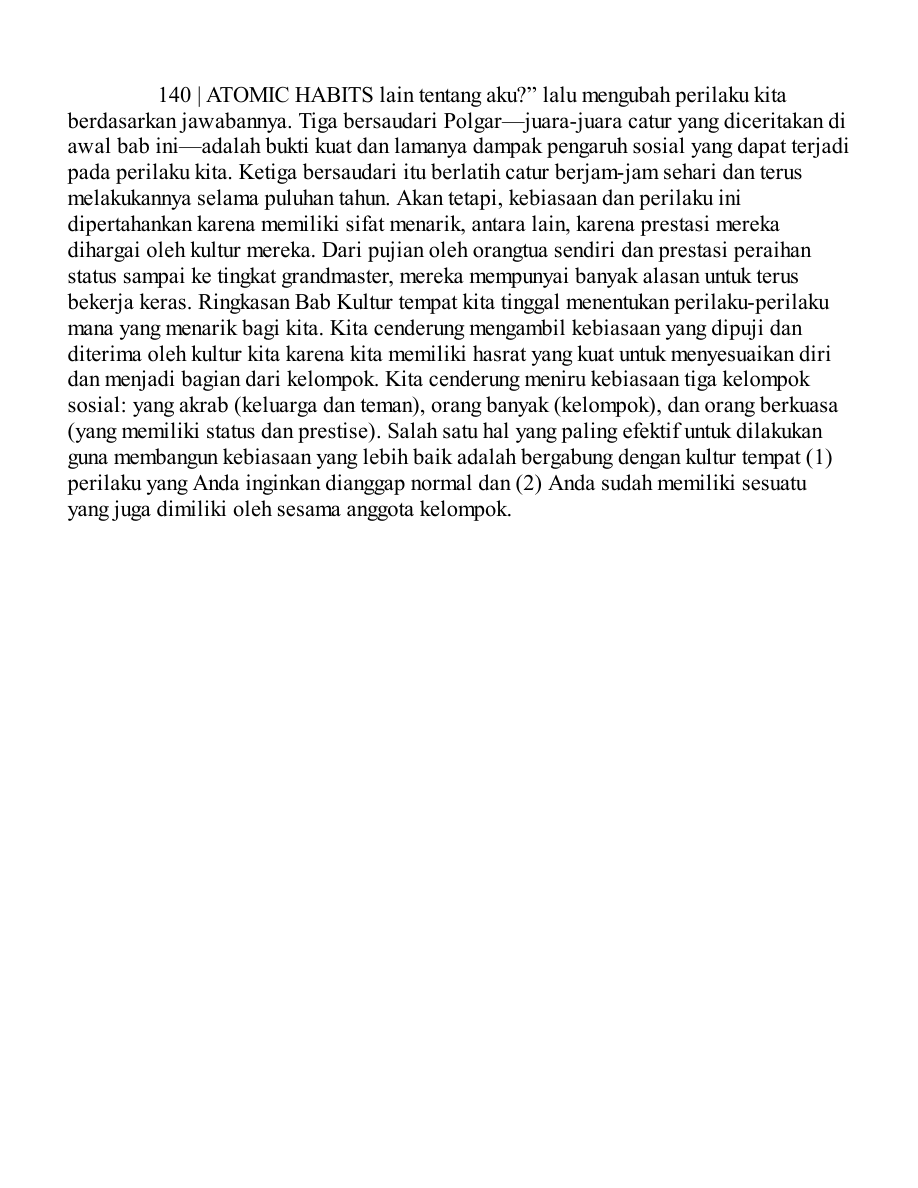 140 | ATOMIC HABITS lain tentang aku?” lalu mengubah perilaku kita
berdasarkan jawabannya. Tiga bersaudari Polgar—juara-juara catur yang diceritakan di
awal bab ini—adalah bukti kuat dan lamanya dampak pengaruh sosial yang dapat terjadi
pada perilaku kita. Ketiga bersaudari itu berlatih catur berjam-jam sehari dan terus
melakukannya selama puluhan tahun. Akan tetapi, kebiasaan dan perilaku ini
dipertahankan karena memiliki sifat menarik, antara lain, karena prestasi mereka
dihargai oleh kultur mereka. Dari pujian oleh orangtua sendiri dan prestasi peraihan
status sampai ke tingkat grandmaster, mereka mempunyai banyak alasan untuk terus
bekerja keras. Ringkasan Bab Kultur tempat kita tinggal menentukan perilaku-perilaku
mana yang menarik bagi kita. Kita cenderung mengambil kebiasaan yang dipuji dan
diterima oleh kultur kita karena kita memiliki hasrat yang kuat untuk menyesuaikan diri
dan menjadi bagian dari kelompok. Kita cenderung meniru kebiasaan tiga kelompok
sosial: yang akrab (keluarga dan teman), orang banyak (kelompok), dan orang berkuasa
(yang memiliki status dan prestise). Salah satu hal yang paling efektif untuk dilakukan
guna membangun kebiasaan yang lebih baik adalah bergabung dengan kultur tempat (1)
perilaku yang Anda inginkan dianggap normal dan (2) Anda sudah memiliki sesuatu
yang juga dimiliki oleh sesama anggota kelompok.